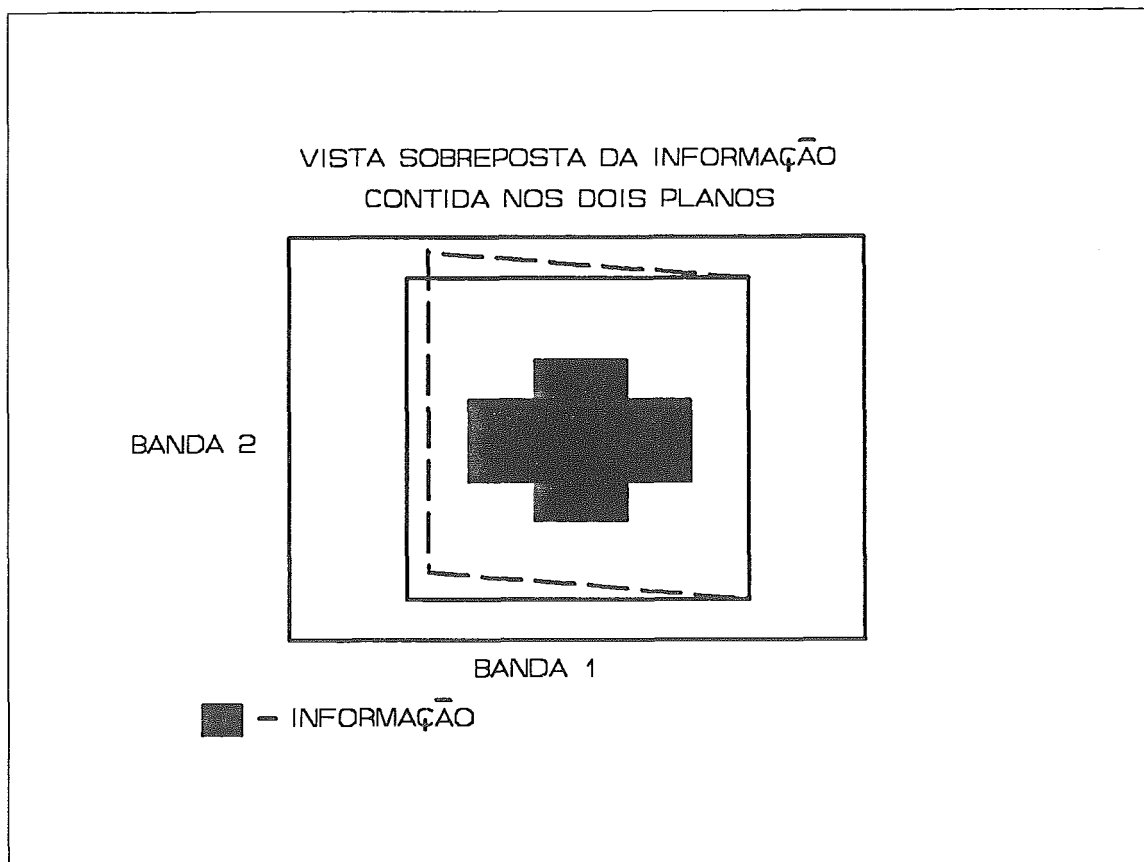 VISTA SOBREPOSTA DA INFORMAÇÃO
CONTIDA NOS DOIS PLANOS
BANDA 2
BANDA 1
– INFORMAÇÃO